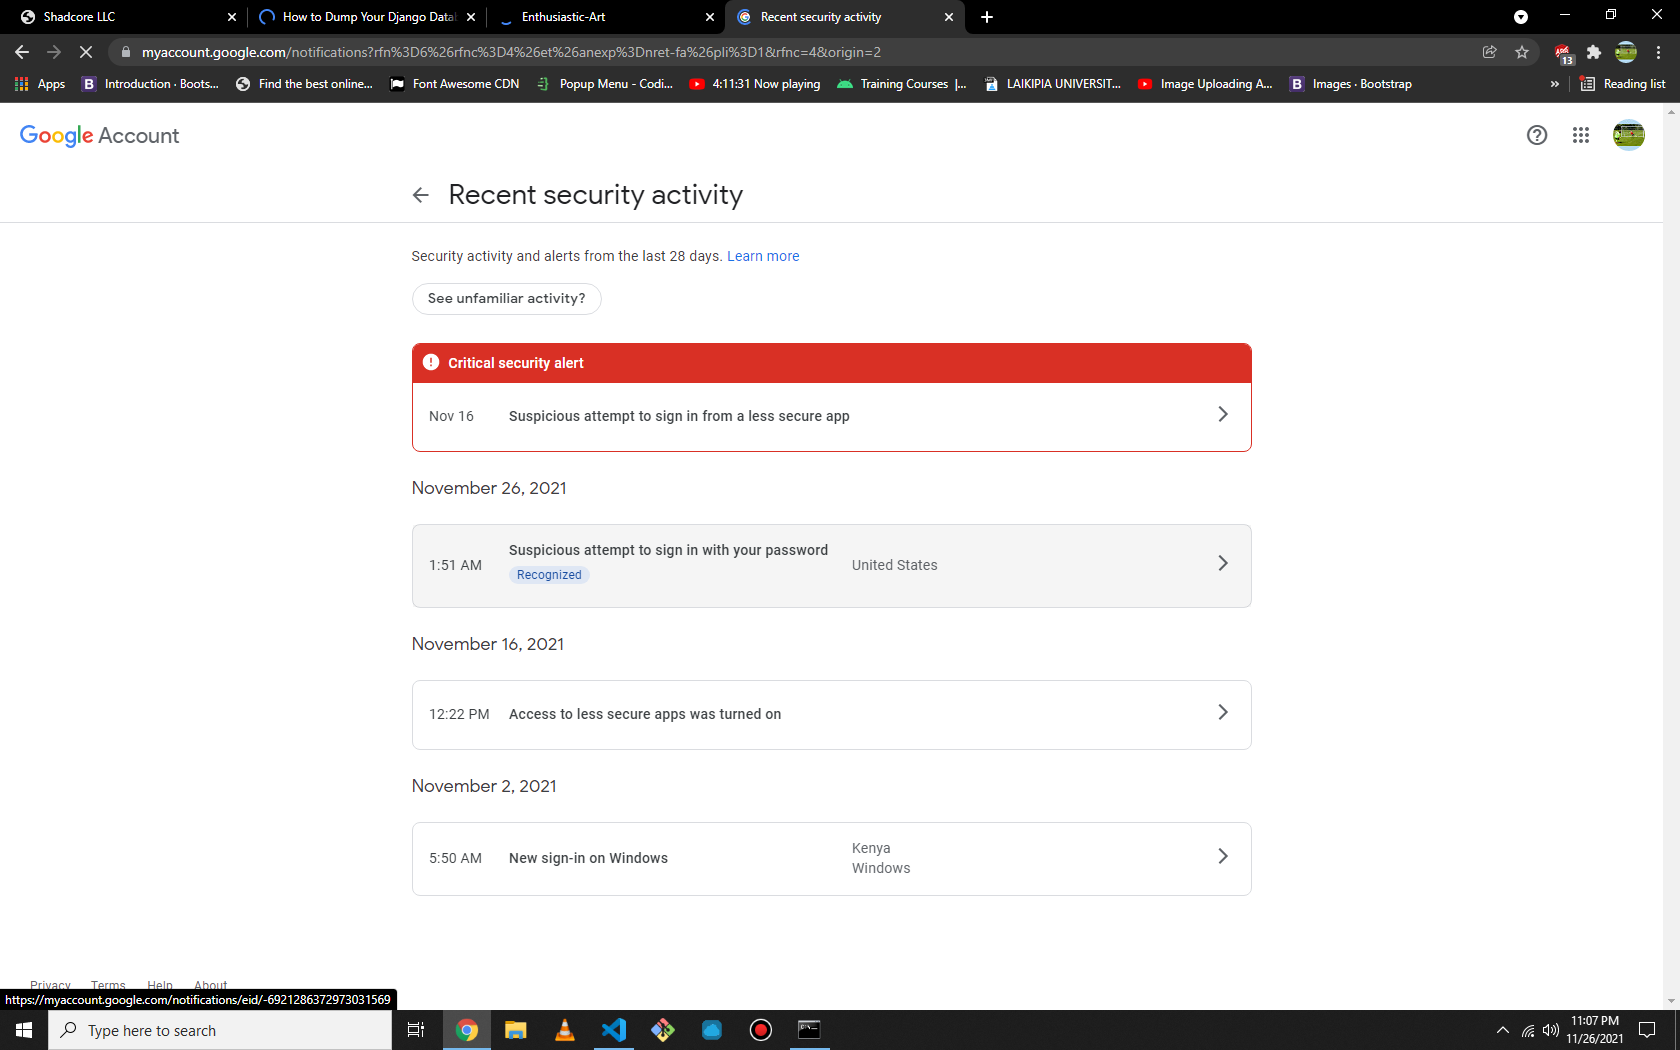 Shadcore LLC
How to Dump Your Django Datab
Enthusiastic-Art
Recent security activity
myaccount.google.com/notifications?rfn%3D6%26rfnc%3D4%26et%26anexp%3Dnret-fa%26pli%3D1&rfnc=4&origin=2
13
Apps
Introduction · Boots...
Find the best online...
Font Awesome CDN
Popup Menu - Codi...
4:11:31 Now playing
Training Courses |...
LAIKIPIA UNIVERSIT...
Image Uploading A...
Images · Bootstrap
»
Reading list
Google Account
Recent security activity
Security activity and alerts from the last 28 days. Learn more
See unfamiliar activity?
Critical security alert
Nov 16 Suspicious attempt to sign in from a less secure app
November 26, 2021
1:51 AM Suspicious attempt to sign in with your password United States
Recognized
November 16, 2021
12:22 PM Access to less secure apps was turned on
November 2, 2021
5:50 AM New sign-in on Windows Kenya
Windows
Privacy Terms Help About
https://myaccount.google.com/notifications/eid/-6921286372973031569
Type here to search
11:07 PM
11/26/2021